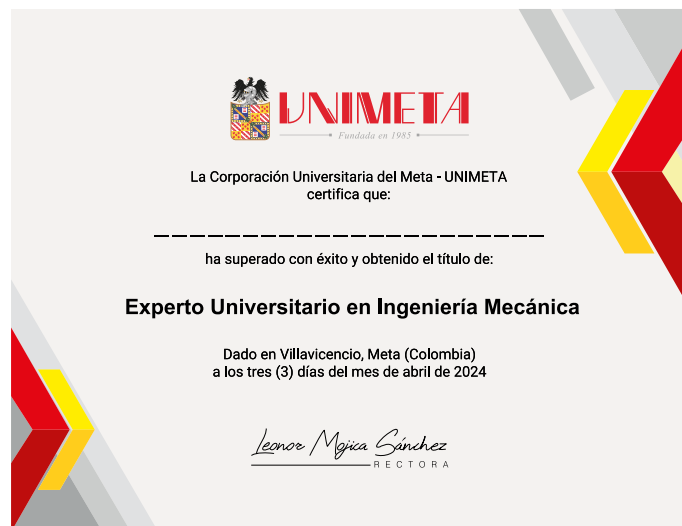 UNIMETA
Fundada en 1985
La Corporación Universitaria del Meta - UNIMETA
certifica que:
ha superado con éxito y obtenido el título de:
Experto Universitario en Ingeniería Mecánica
Dado en Villavicencio, Meta (Colombia)
a los tres (3) días del mes de abril de 2024
Leonor Mojica Sánchez
RECTORA